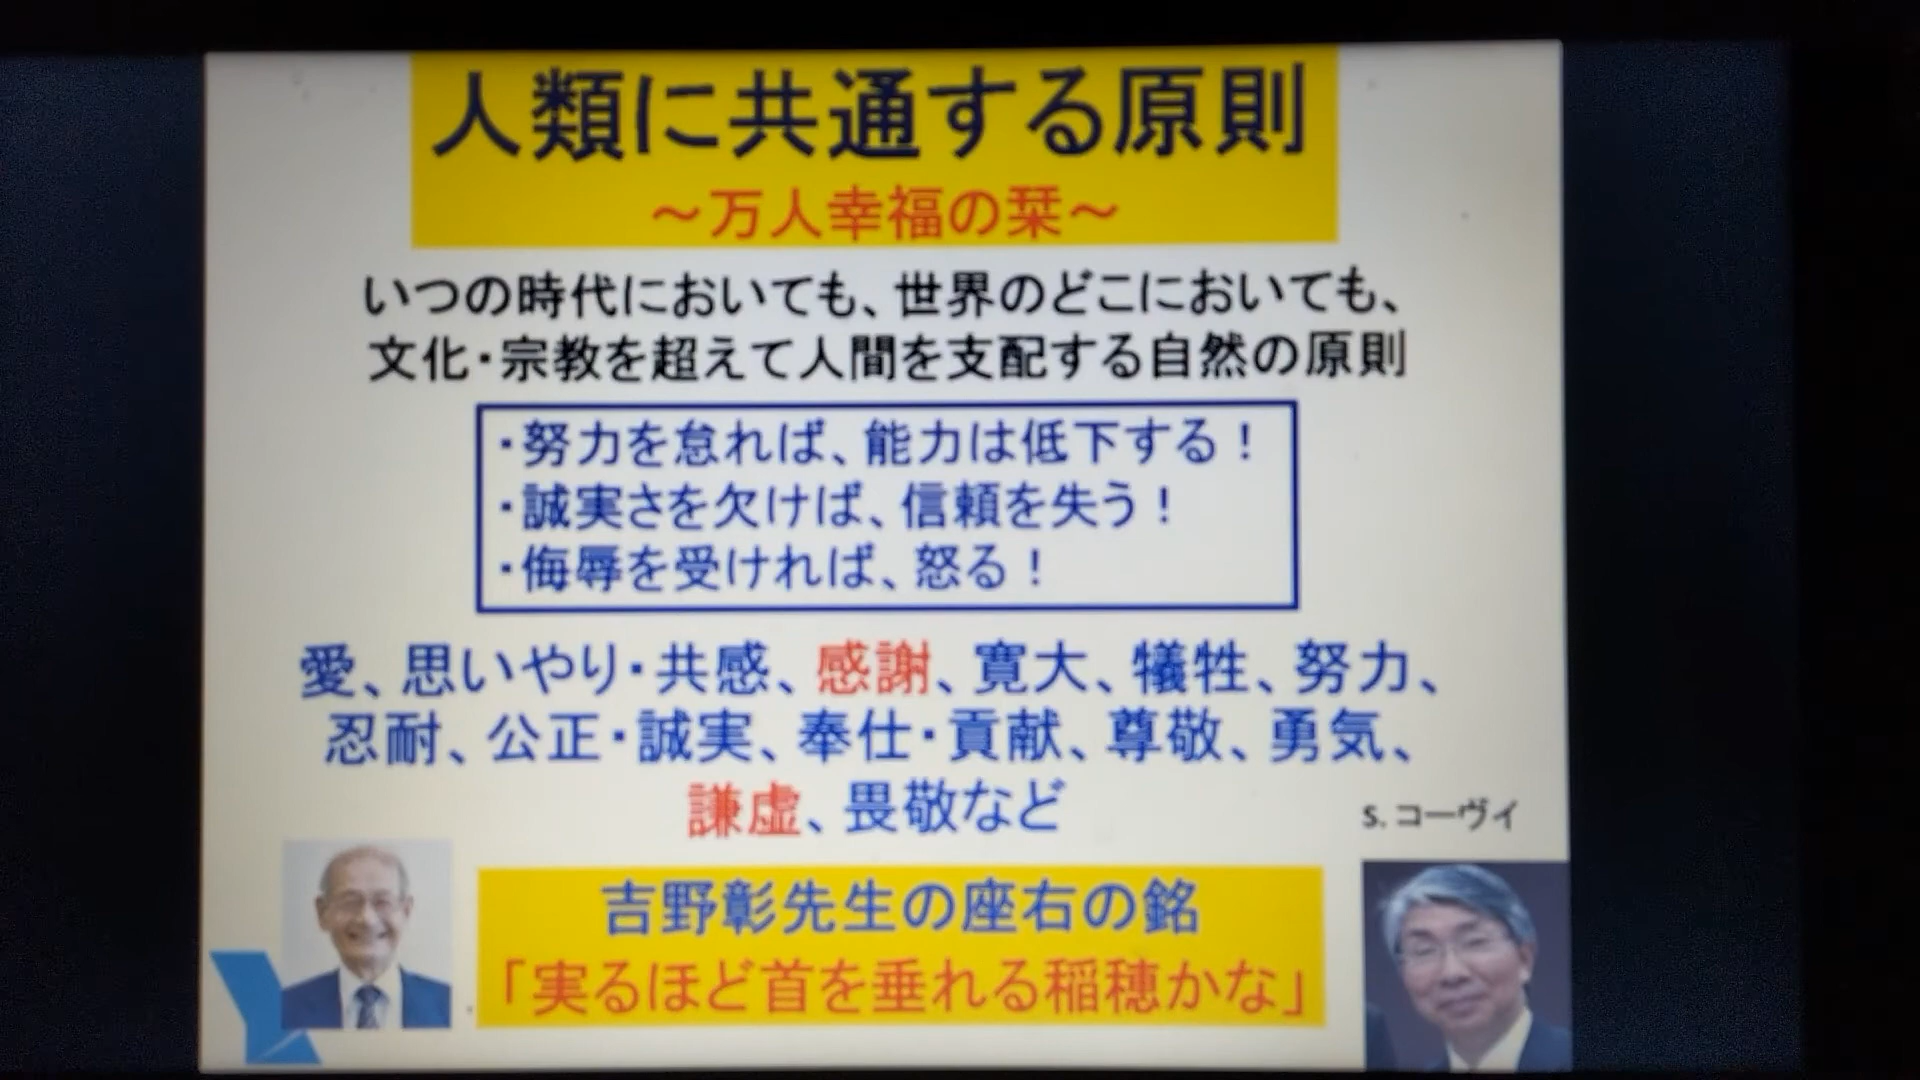 人類に共通する原則
～万人幸福の栞～
いつの時代においても、世界のどこにおいても、
文化・宗教を超えて人間を支配する自然の原則
・努力を怠れば、能力は低下する！
・誠実さを欠けば、信頼を失う！
・侮辱を受ければ、怒る！
愛、思いやり・共感、感謝、寛大、犠牲、努力、
忍耐、公正・誠実、奉仕・貢献、尊敬、勇気、
謙虚、畏敬など
s. コーヴィ
吉野彰先生の座右の銘
「実るほど首を垂れる稲穂かな」